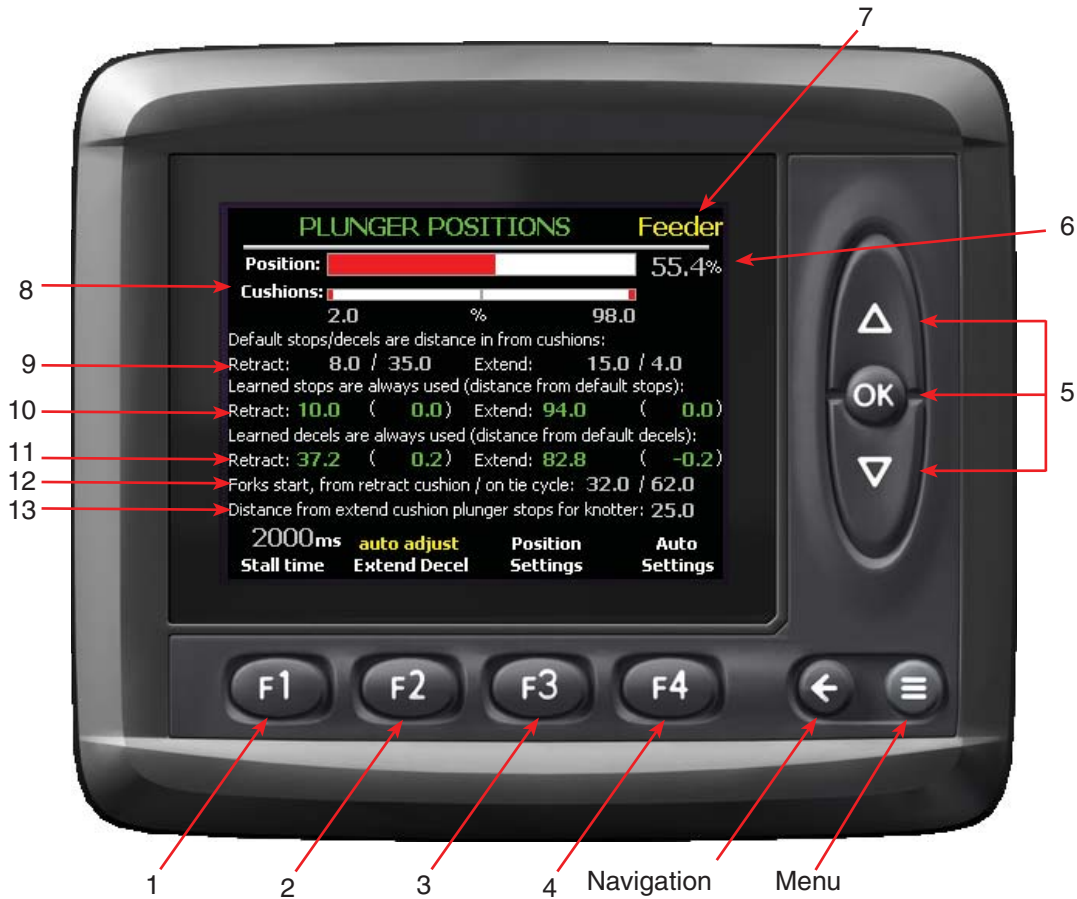 7
PLUNGER POSITIONS Feeder
6
Position: 55.4%
8
Cushions:
2.0 % 98.0
Default stops/decels are distance in from cushions:
9
Retract: 8.0 / 35.0 Extend: 15.0 / 4.0
Learned stops are always used (distance from default stops):
10
Retract: 10.0 ( 0.0) Extend: 94.0 ( 0.0)
Learned decels are always used (distance from default decels):
11
Retract: 37.2 ( 0.2) Extend: 82.8 ( -0.2)
12
Forks start, from retract cushion / on tie cycle: 32.0 / 62.0
13
Distance from extend cushion plunger stops for knotter: 25.0
2000ms auto adjust Position Auto
Stall time Extend Decel Settings Settings
OK
5
F1 F2 F3 F4
1 2 3 4 Navigation Menu